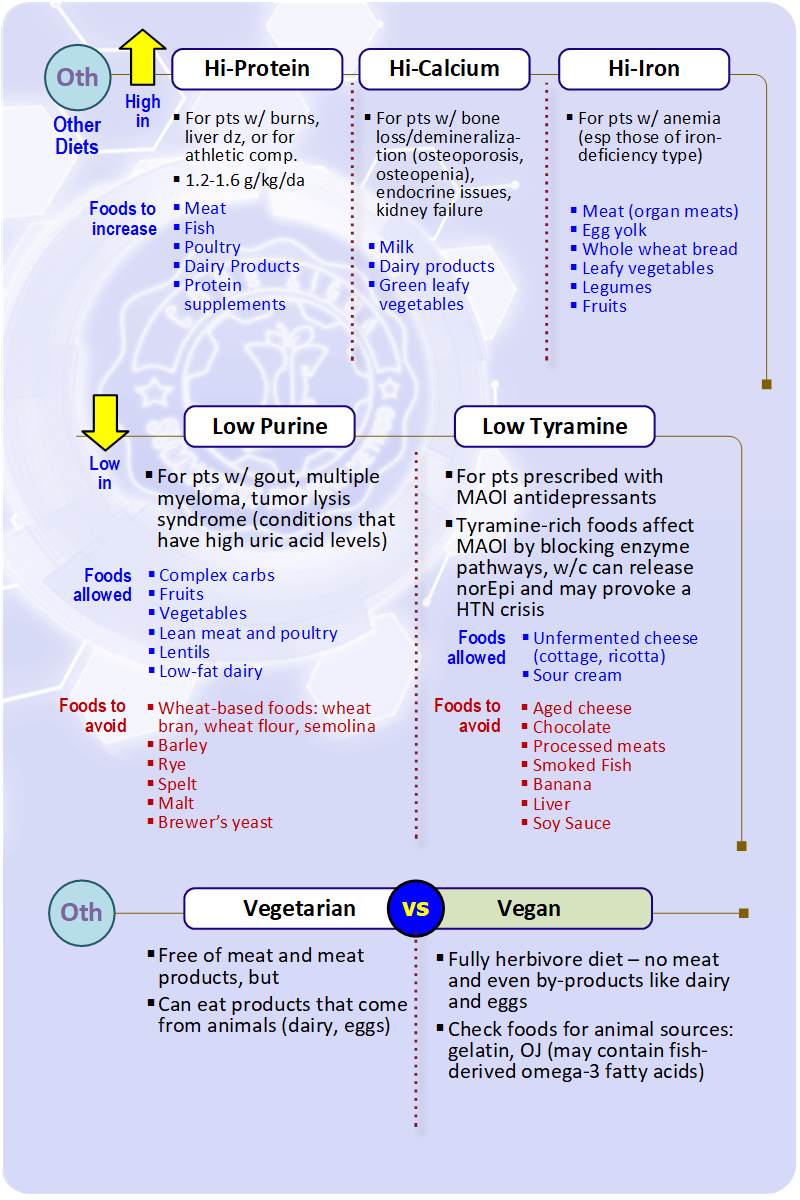 Oth
Other
Diets
High
in
Hi-Protein
▪ For pts w/ burns,
liver dz, or for
athletic comp.
▪ 1.2-1.6 g/kg/da
Foods to
increase
▪ Meat
▪ Fish
▪ Poultry
▪ Dairy Products
▪ Protein
supplements
Hi-Calcium
▪ For pts w/ bone
loss/demineraliza-
tion (osteoporosis,
osteopenia),
endocrine issues,
kidney failure
▪ Milk
▪ Dairy products
▪ Green leafy
vegetables
Hi-Iron
▪ For pts w/ anemia
(esp those of iron-
deficiency type)
▪ Meat (organ meats)
▪ Egg yolk
▪ Whole wheat bread
▪ Leafy vegetables
▪ Legumes
▪ Fruits
Low
in
Low Purine
▪ For pts w/ gout, multiple
myeloma, tumor lysis
syndrome (conditions that
have high uric acid levels)
Foods
allowed
▪ Complex carbs
▪ Fruits
▪ Vegetables
▪ Lean meat and poultry
▪ Lentils
▪ Low-fat dairy
Foods to
avoid
▪ Wheat-based foods: wheat
bran, wheat flour, semolina
▪ Barley
▪ Rye
▪ Spelt
▪ Malt
▪ Brewer’s yeast
Low Tyramine
▪ For pts prescribed with
MAOI antidepressants
▪ Tyramine-rich foods affect
MAOI by blocking enzyme
pathways, w/c can release
norEpi and may provoke a
HTN crisis
Foods
allowed
▪ Unfermented cheese
(cottage, ricotta)
▪ Sour cream
Foods to
avoid
▪ Aged cheese
▪ Chocolate
▪ Processed meats
▪ Smoked Fish
▪ Banana
▪ Liver
▪ Soy Sauce
Oth
Vegetarian
vs
Vegan
▪ Free of meat and meat
products, but
▪ Can eat products that come
from animals (dairy, eggs)
▪ Fully herbivore diet – no meat
and even by-products like dairy
and eggs
▪ Check foods for animal sources:
gelatin, OJ (may contain fish-
derived omega-3 fatty acids)